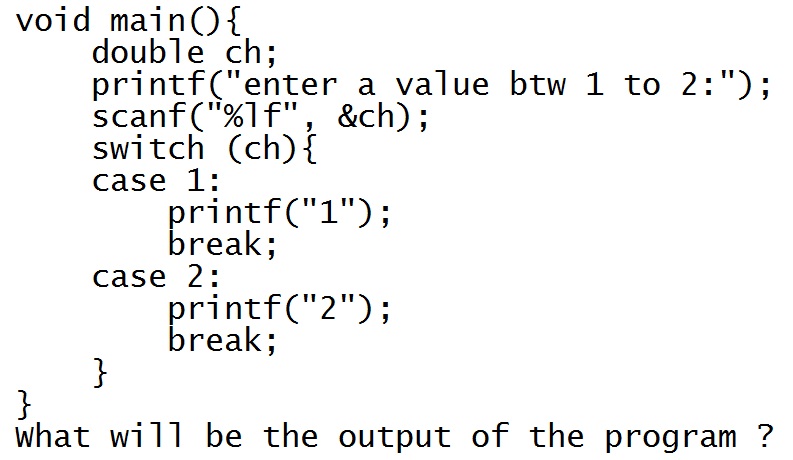 void main(){
    double ch;
    printf("enter a value btw 1 to 2:");
    scanf("%lf", &ch);
    switch (ch){
    case 1:
        printf("1");
        break;
    case 2:
        printf("2");
        break;
    }
}
What will be the output of the program ?